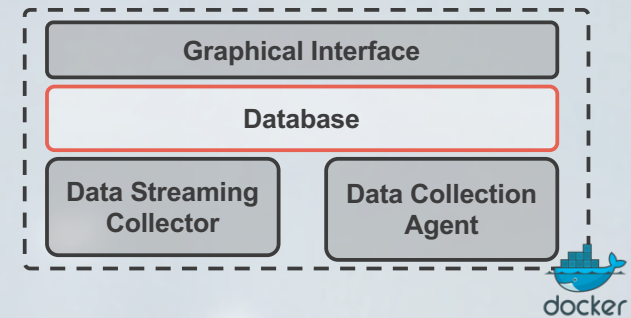 Graphical Interface
Database
Data Streaming
Collector
Data Collection
Agent
docker